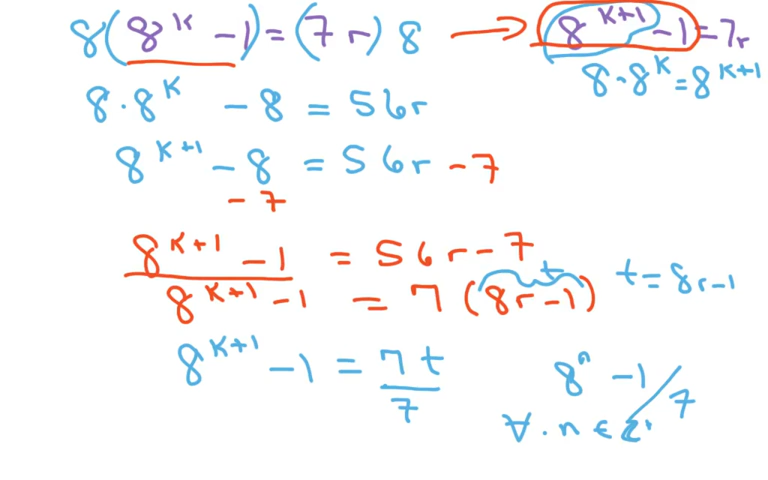 8(8^k - 1) = (7r) 8 → 8^{k+1} - 1 = 7r
8·8^k - 8 = 56r 8·8^k = 8^{k+1}
8^{k+1} - 8 = 56r - 7
- 7
8^{k+1} - 1 = 56r - 7
8^{k+1} - 1 = 7(8r - 1) t t = 8r - 1
8^{k+1} - 1 = 7t/7 8^n - 1 / 7
∀ · n ∈ Z^+